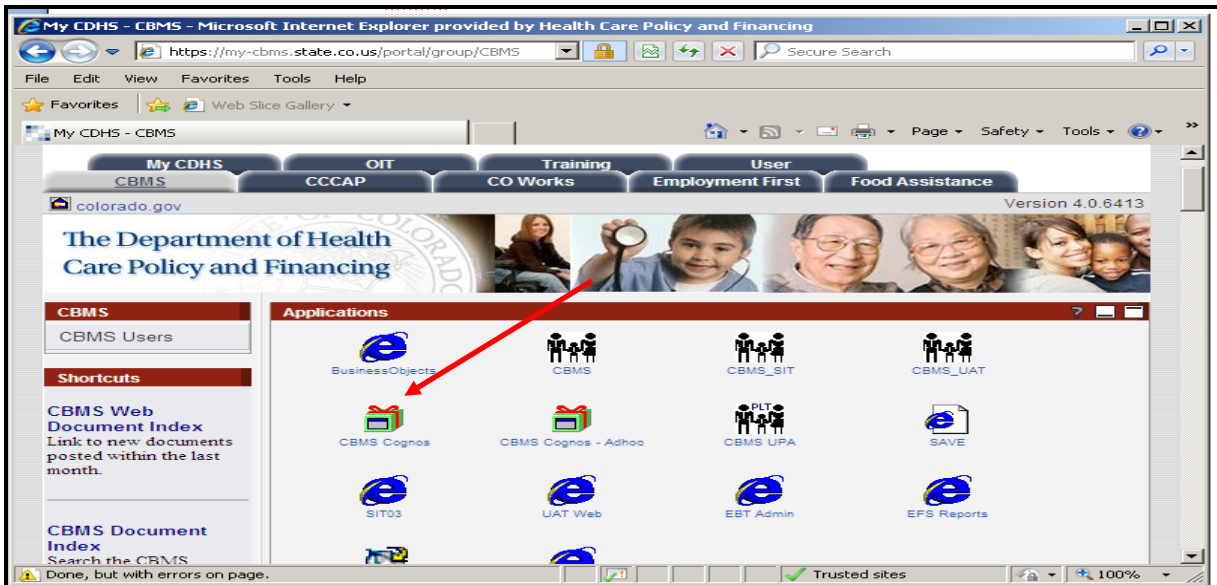 My CDHS - CBMS - Microsoft Internet Explorer provided by Health Care Policy and Financing
https://my-cbms.state.co.us/portal/group/CBMS
Secure Search
File Edit View Favorites Tools Help
Favorites Web Slice Gallery
My CDHS - CBMS
Page Safety Tools
My CDHS OIT Training User
CBMS CCCAP CO Works Employment First Food Assistance
colorado.gov Version 4.0.6413
The Department of Health
Care Policy and Financing
CBMS
CBMS Users
Shortcuts
CBMS Web
Document Index
Link to new documents
posted within the last
month.
CBMS Document
Index
Search the CBMS
Applications ?
BusinessObjects CBMS CBMS_SIT CBMS_UAT
PLT
CBMS Cognos CBMS Cognos - Adhoc CBMS UPA SAVE
SIT03 UAT Web EBT Admin EFS Reports
Done, but with errors on page. Trusted sites 100%